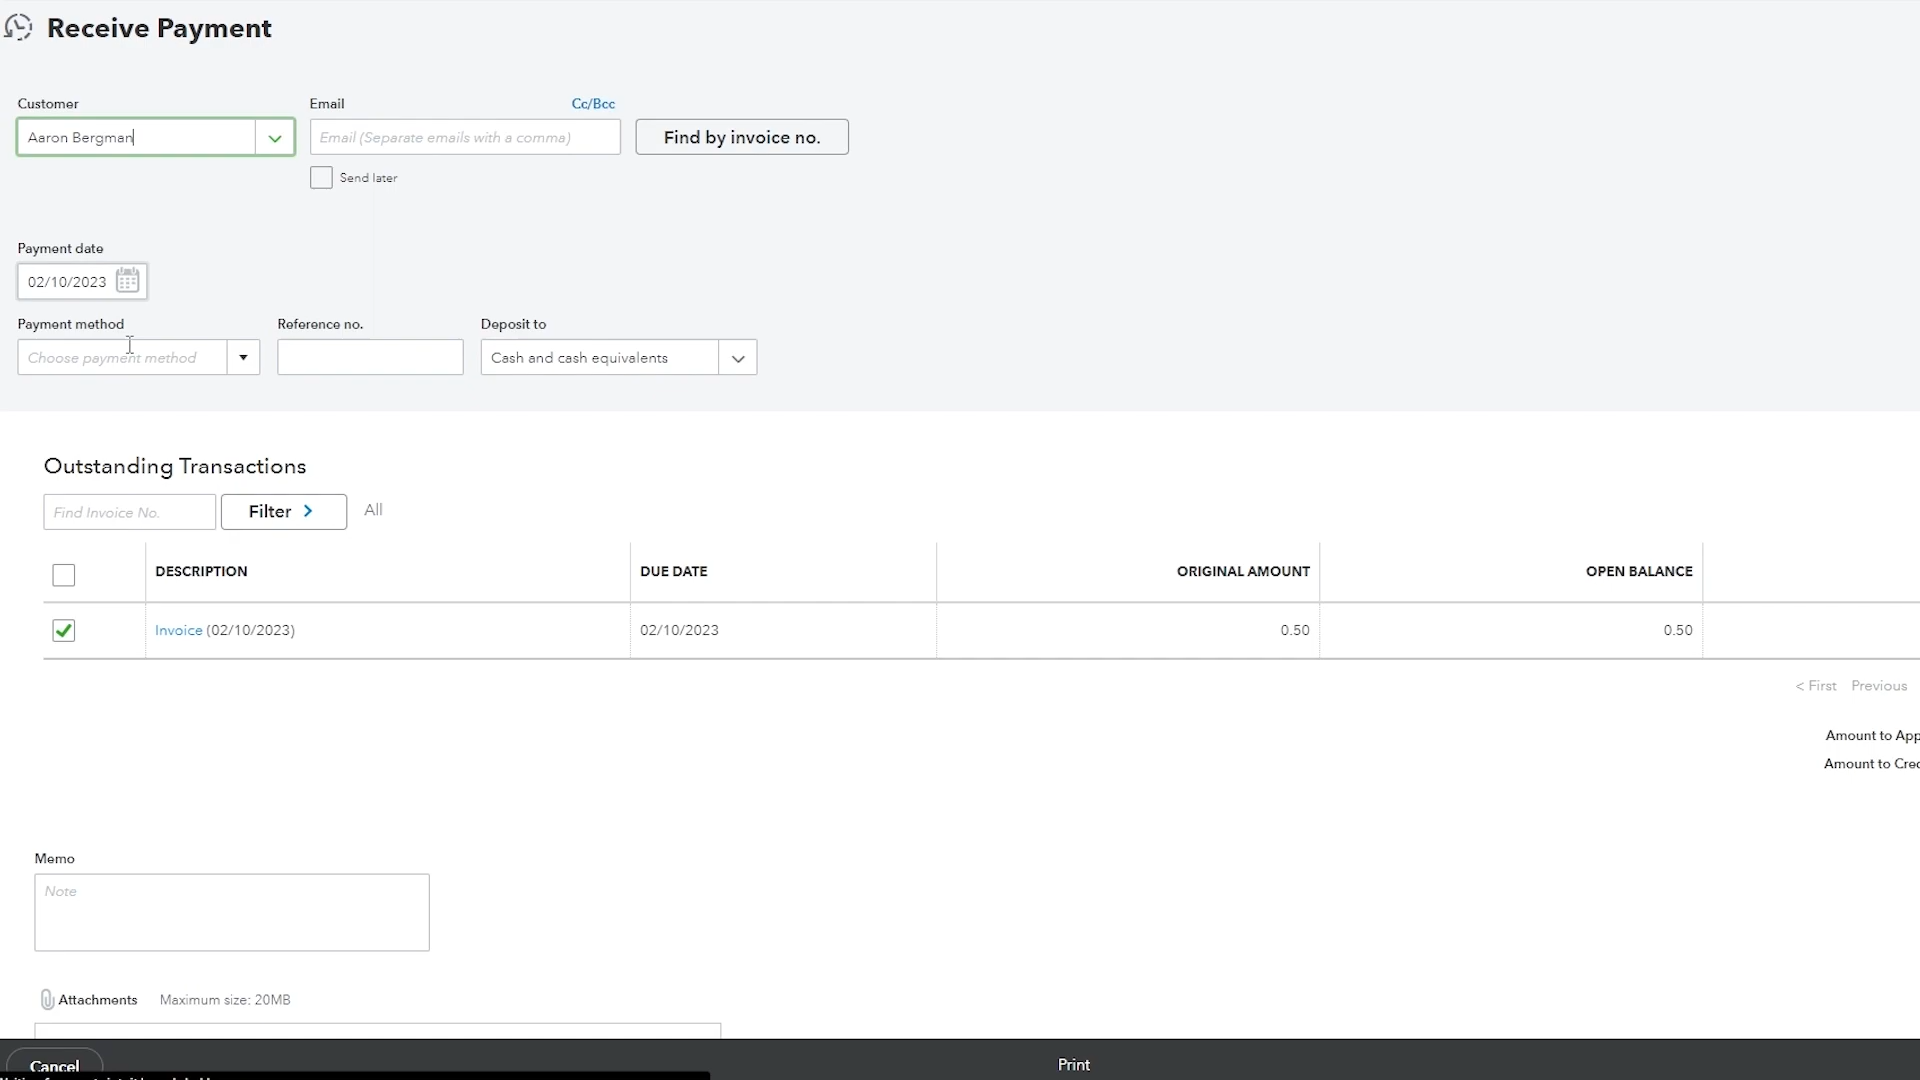 Receive Payment
Customer
Email
Cc/Bcc
Aaron Bergman
Email (Separate emails with a comma)
Find by invoice no.
Send later
Payment date
02/10/2023
Payment method
Reference no.
Deposit to
Choose payment method
Cash and cash equivalents
Outstanding Transactions
Find Invoice No.
Filter >
All
DESCRIPTION
DUE DATE
ORIGINAL AMOUNT
OPEN BALANCE
Invoice (02/10/2023)
02/10/2023
0.50
0.50
< First Previous
Amount to App
Amount to Cred
Memo
Note
Attachments
Maximum size: 20MB
Cancel
Print